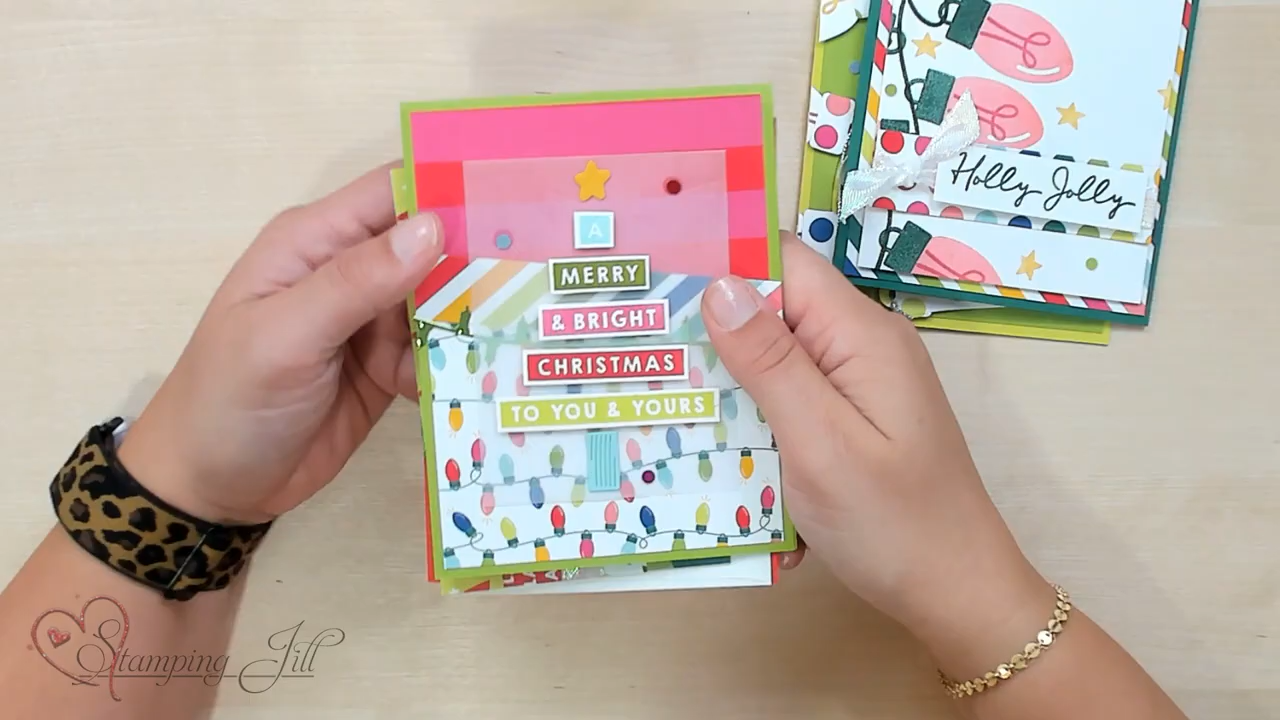 A
MERRY
& BRIGHT
CHRISTMAS
TO YOU & YOURS
Holly Jolly
Stamping Jill